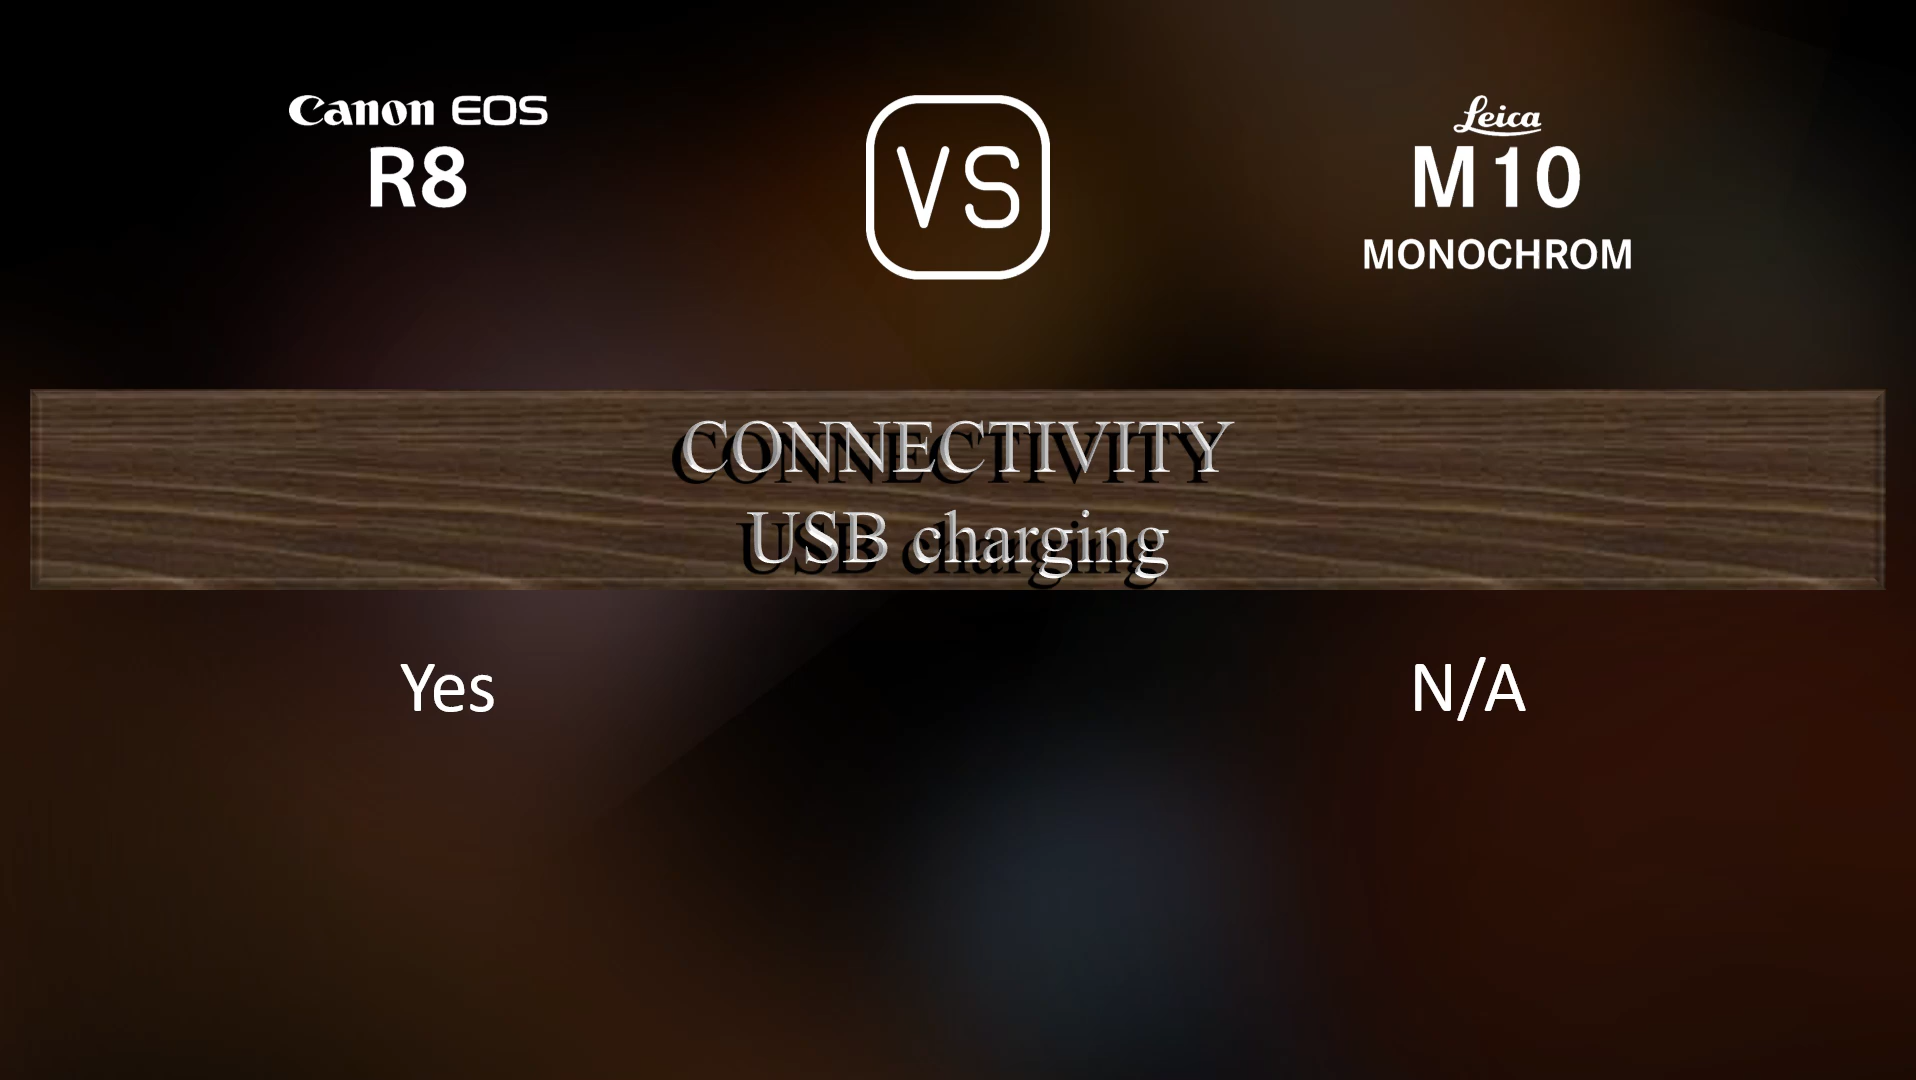 Canon EOS
R8
VS
Leica
M10
MONOCHROM
CONNECTIVITY
USB charging
Yes
N/A